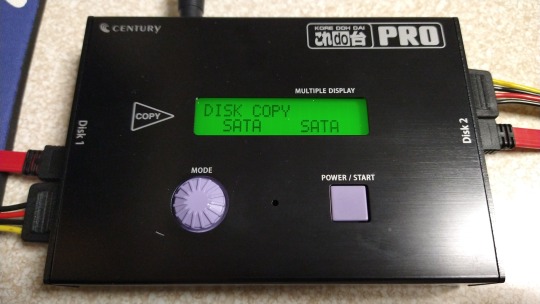 CENTURY
KORE DOH DAI
これdo台 PRO
MULTIPLE DISPLAY
DISK COPY
SATA SATA
COPY
Disk 1
Disk 2
MODE
POWER / START